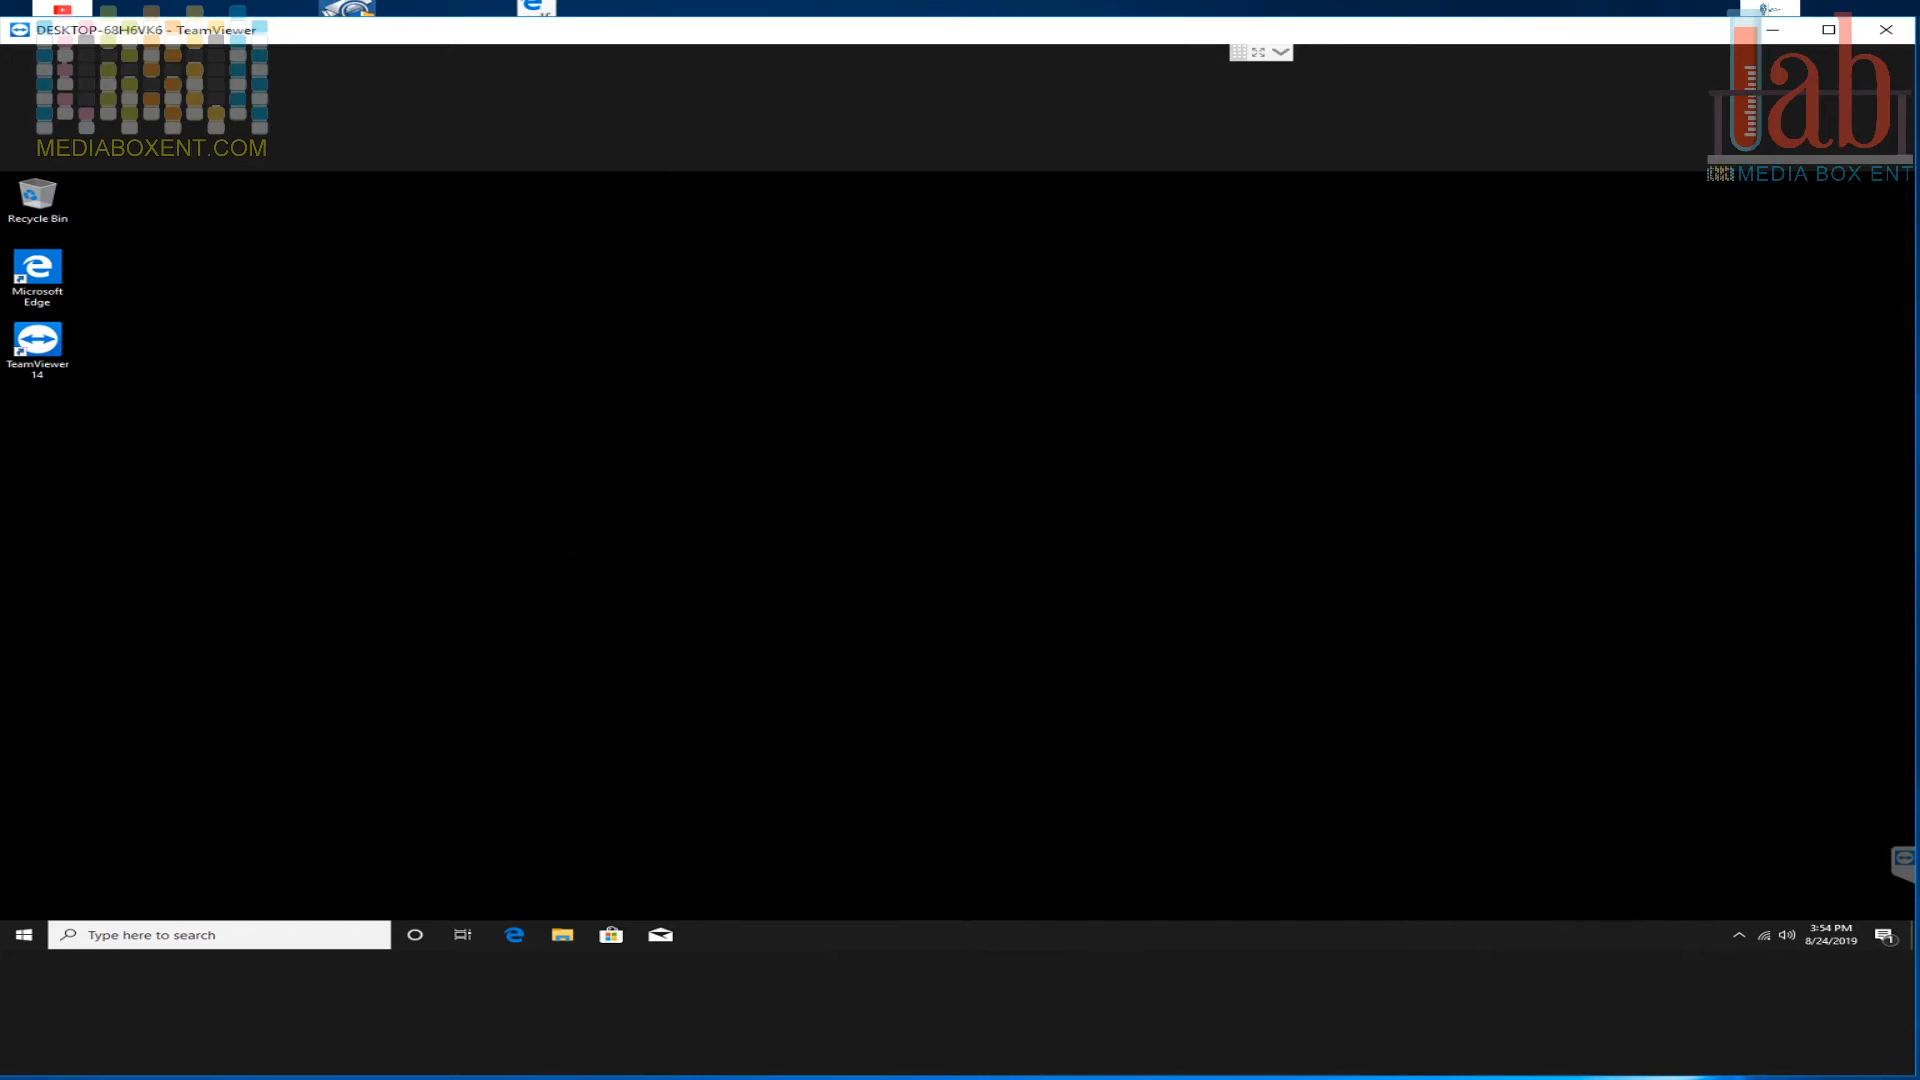 DESKTOP-68H6VK6 - TeamViewer
MEDIABOXENT.COM
lab
MEDIA BOX ENT
Recycle Bin
Microsoft
Edge
TeamViewer
14
Type here to search
3:54 PM
8/24/2019
1